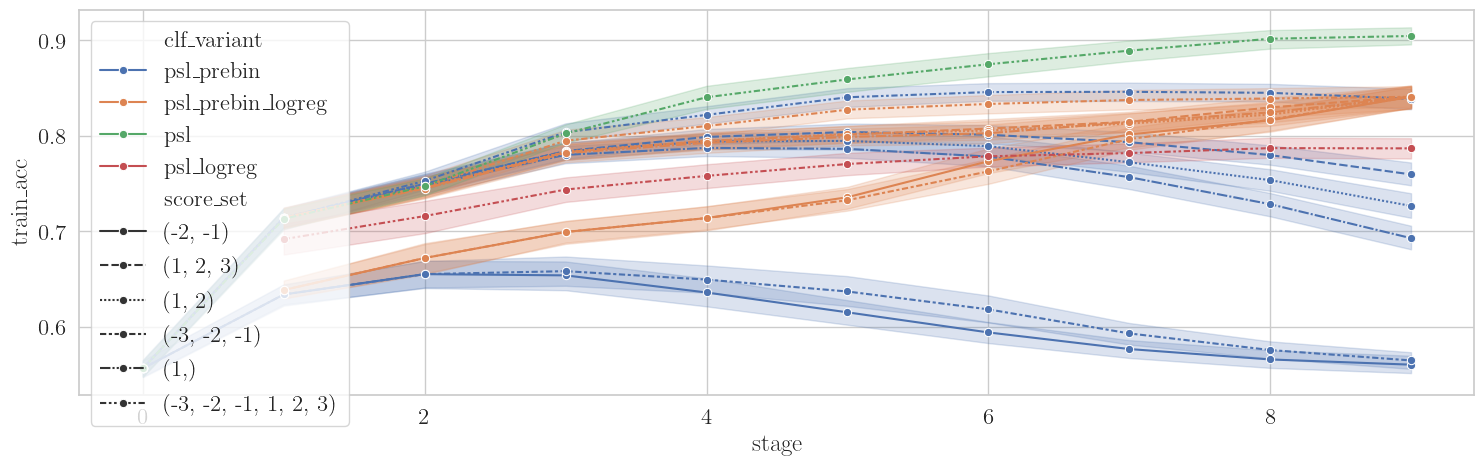 train_acc
0.9
0.8
0.7
0.6
clf_variant
psl_prebin
psl_prebin_logreg
psl
psl_logreg
score_set
(-2, -1)
(1, 2, 3)
(1, 2)
(-3, -2, -1)
(1,)
(-3, -2, -1, 1, 2, 3)
0 2 4 6 8
stage